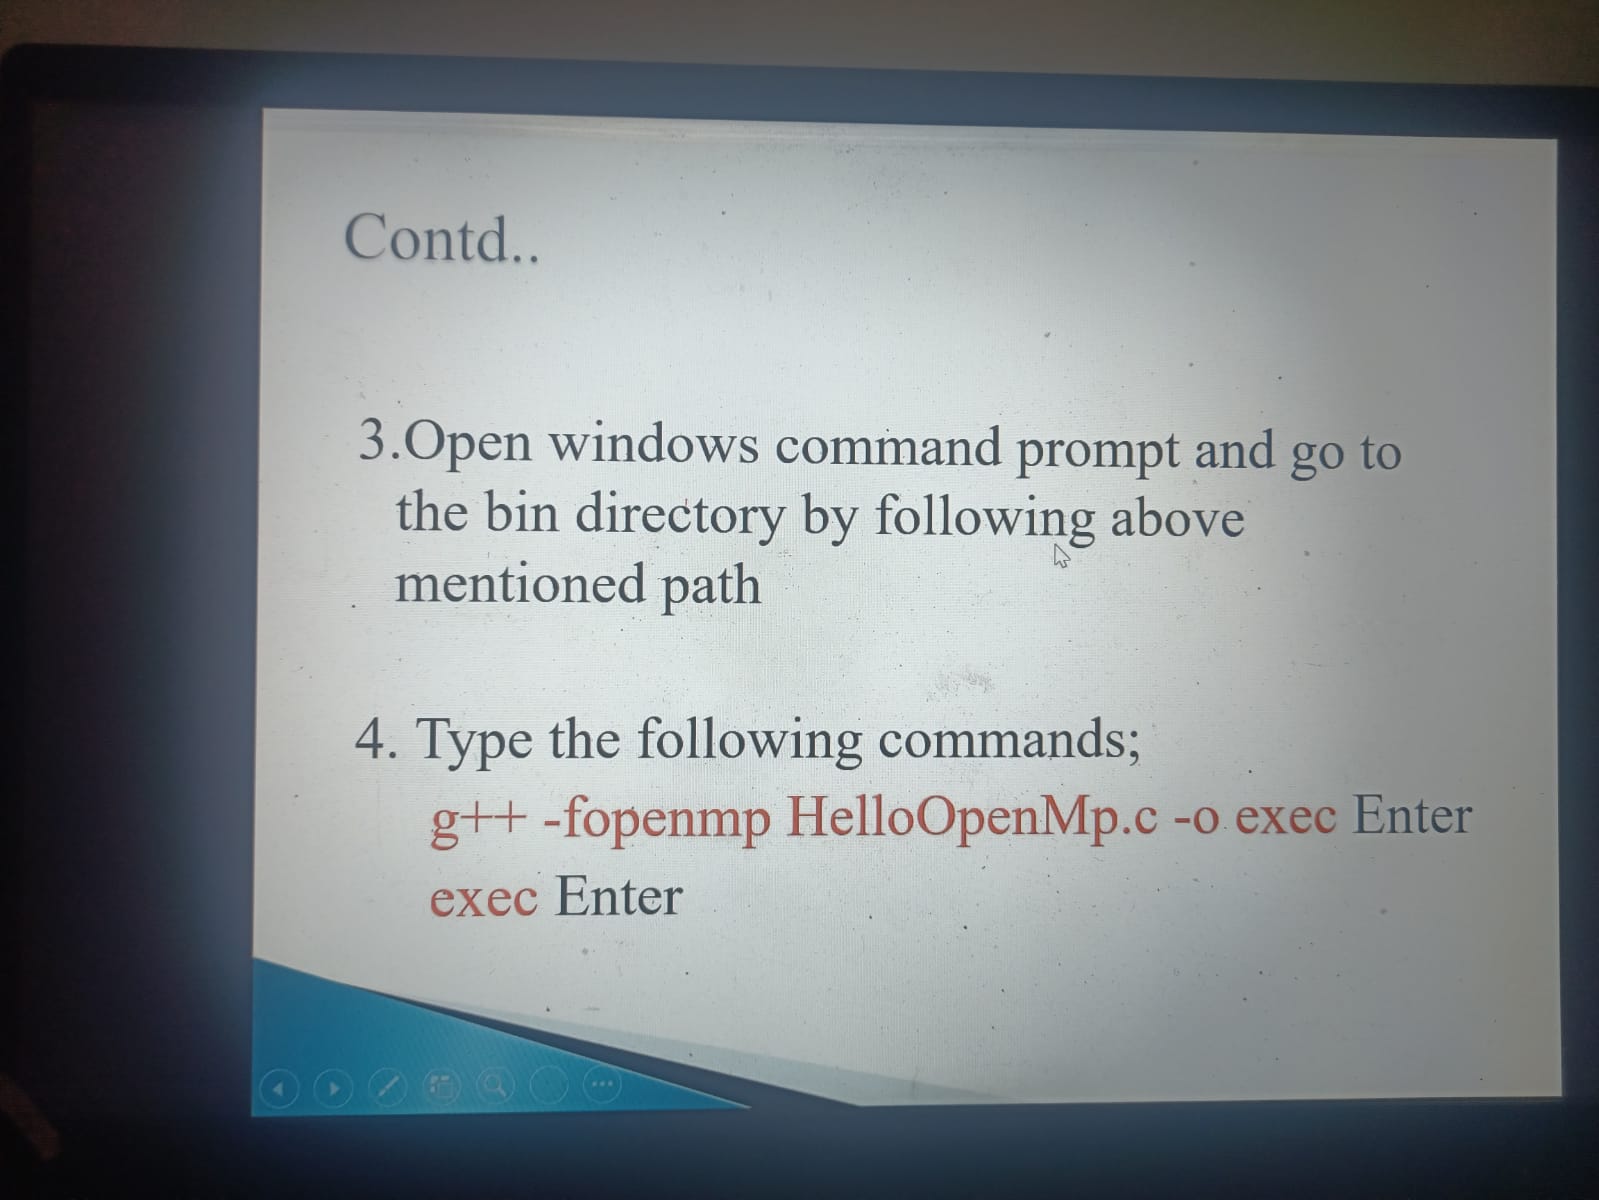 Contd..
3.Open windows command prompt and go to
the bin directory by following above
mentioned path
4. Type the following commands;
g++ -fopenmp HelloOpenMp.c -o exec Enter
exec Enter